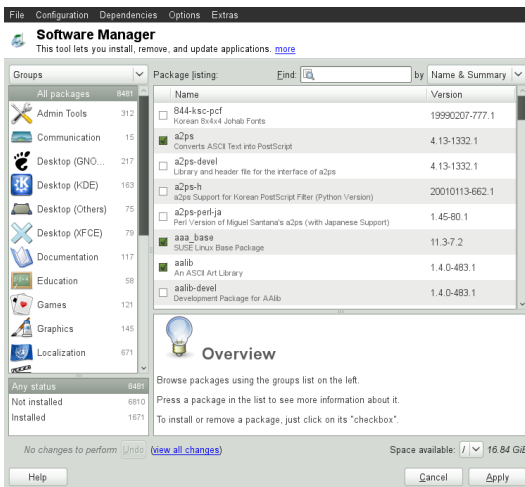 File Configuration Dependencies Options Extras
Software Manager
This tool lets you install, remove, and update applications. more
Groups
Package listing: Find: by Name & Summary
All packages 8481
Admin Tools 312
Communication 15
Desktop (GNO... 217
Desktop (KDE) 163
Desktop (Others) 75
Desktop (XFCE) 79
Documentation 117
Education 58
Games 121
Graphics 145
Localization 671
Any status 8481
Not installed 6810
Installed 1671
Name Version
844-ksc-pcf 19990207-777.1
Korean 8x4x4 Johab Fonts
a2ps 4.13-1332.1
Converts ASCII Text into PostScript
a2ps-devel 4.13-1332.1
Library and header file for the interface of a2ps
a2ps-h 20010113-662.1
a2ps Support for Korean PostScript Filter (Python Version)
a2ps-perl-ja 1.45-80.1
Perl Version of Miguel Santana's a2ps (with Japanese Support)
aaa_base 11.3-7.2
SUSE Linux Base Package
aalib 1.4.0-483.1
An ASCII Art Library
aalib-devel 1.4.0-483.1
Development Package for AAlib
Overview
Browse packages using the groups list on the left.
Press a package in the list to see more information about it.
To install or remove a package, just click on its "checkbox".
No changes to perform Undo (view all changes) Space available: / 16.84 GiB
Help Cancel Apply